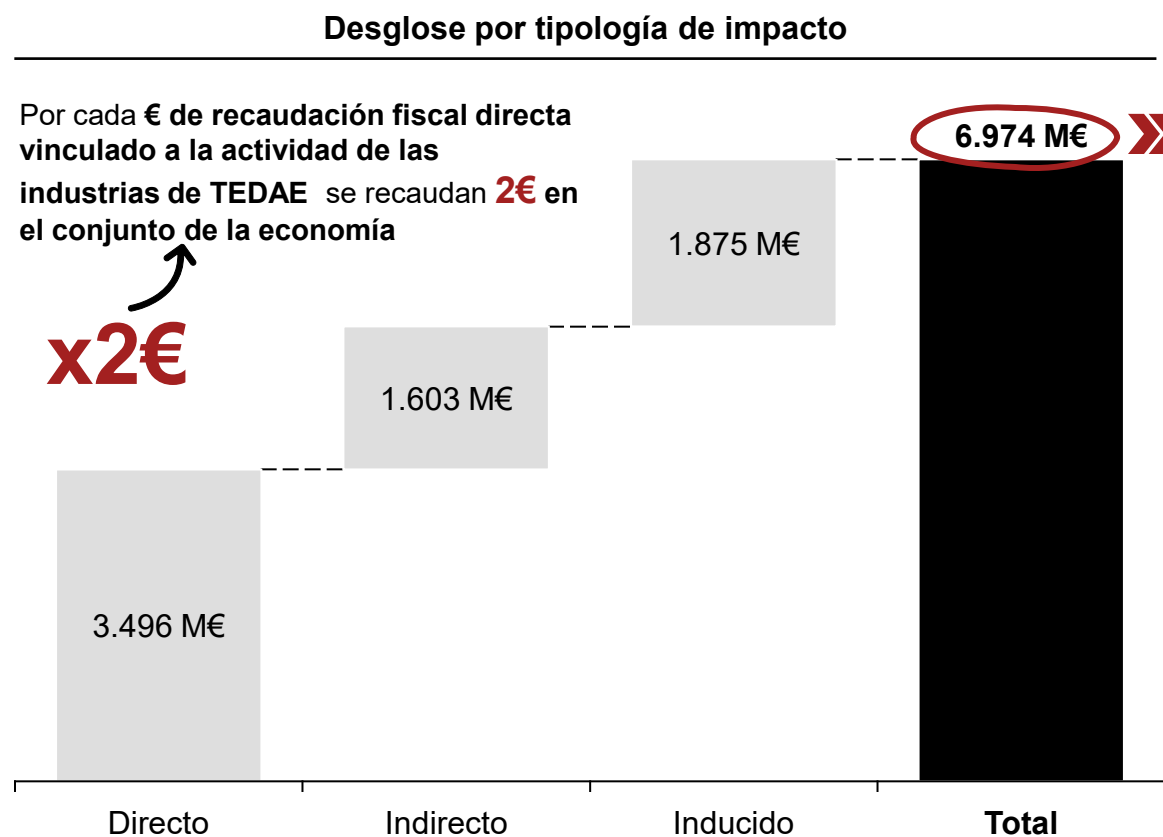 Desglose por tipología de impacto
Por cada € de recaudación fiscal directa
vinculado a la actividad de las
industrias de TEDAE se recaudan 2€ en
el conjunto de la economía
x2€
6.974 M€
1.875 M€
1.603 M€
3.496 M€
Directo
Indirecto
Inducido
Total